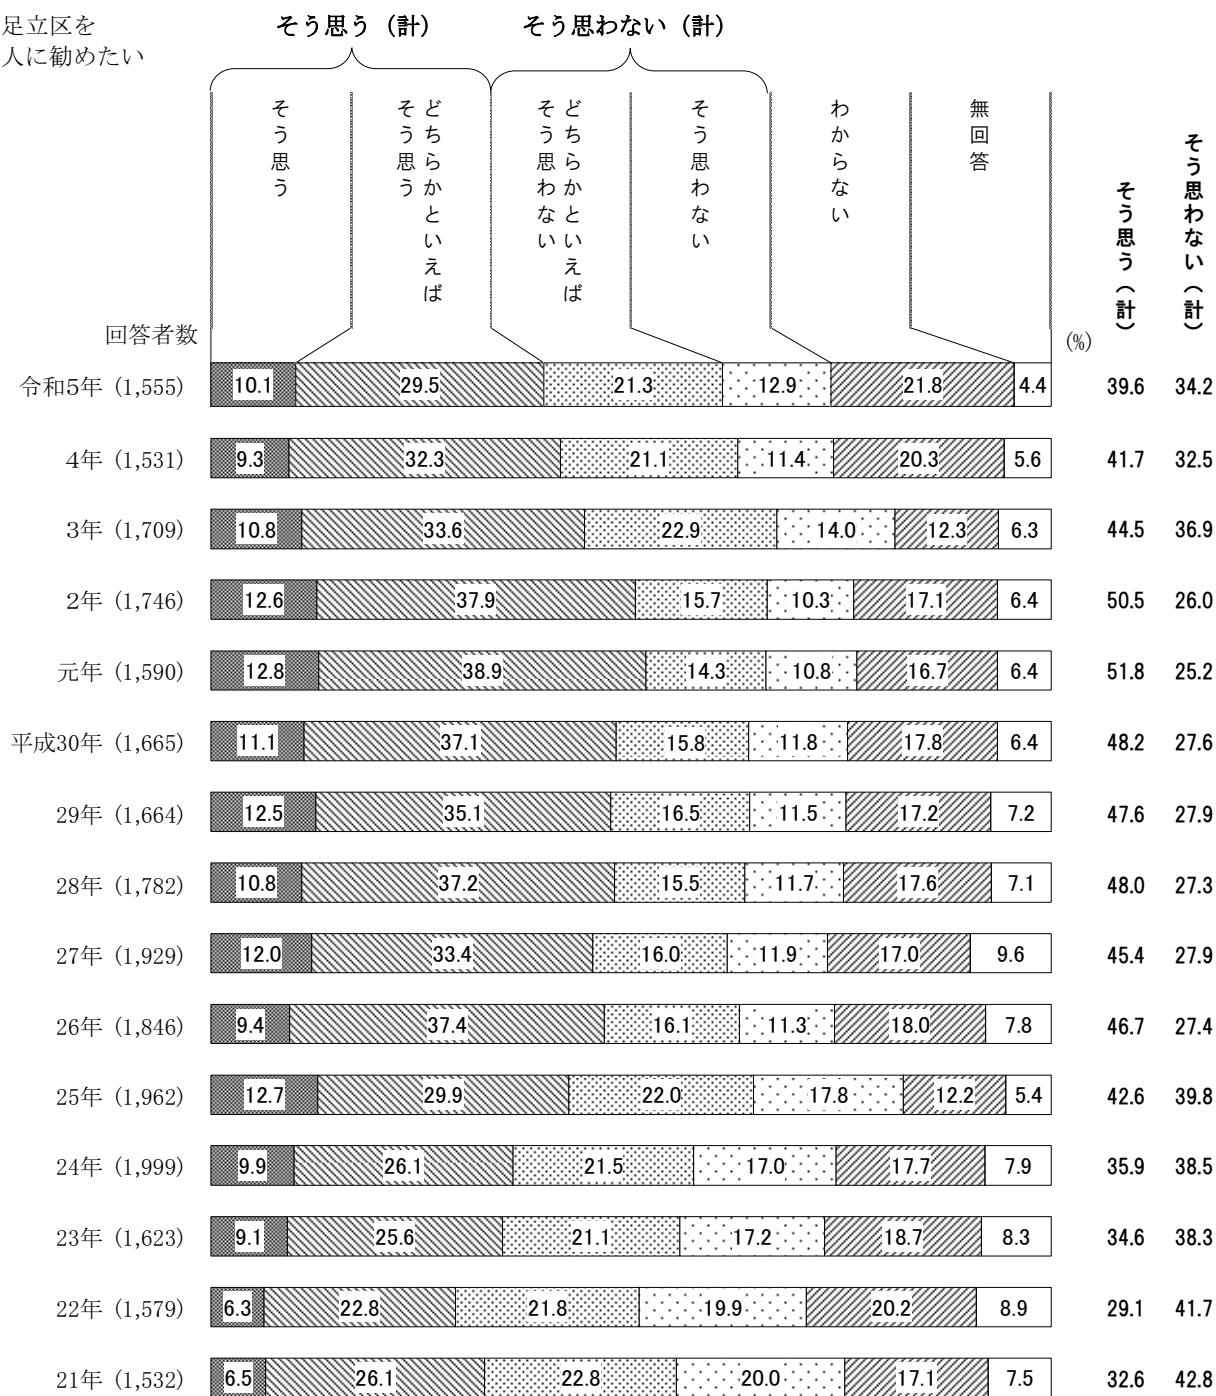 足立区を
人に勧めたい
そう思う（計）
そう思わない（計）
そう思う
どちらかといえば
そう思う
どちらかといえば
そう思わない
そう思わない
わからない
無回答
そう思う（計）
そう思わない（計）
回答者数
(%)
令和5年 (1,555) 10.1 29.5 21.3 12.9 21.8 4.4 39.6 34.2
4年 (1,531) 9.3 32.3 21.1 11.4 20.3 5.6 41.7 32.5
3年 (1,709) 10.8 33.6 22.9 14.0 12.3 6.3 44.5 36.9
2年 (1,746) 12.6 37.9 15.7 10.3 17.1 6.4 50.5 26.0
元年 (1,590) 12.8 38.9 14.3 10.8 16.7 6.4 51.8 25.2
平成30年 (1,665) 11.1 37.1 15.8 11.8 17.8 6.4 48.2 27.6
29年 (1,664) 12.5 35.1 16.5 11.5 17.2 7.2 47.6 27.9
28年 (1,782) 10.8 37.2 15.5 11.7 17.6 7.1 48.0 27.3
27年 (1,929) 12.0 33.4 16.0 11.9 17.0 9.6 45.4 27.9
26年 (1,846) 9.4 37.4 16.1 11.3 18.0 7.8 46.7 27.4
25年 (1,962) 12.7 29.9 22.0 17.8 12.2 5.4 42.6 39.8
24年 (1,999) 9.9 26.1 21.5 17.0 17.7 7.9 35.9 38.5
23年 (1,623) 9.1 25.6 21.1 17.2 18.7 8.3 34.6 38.3
22年 (1,579) 6.3 22.8 21.8 19.9 20.2 8.9 29.1 41.7
21年 (1,532) 6.5 26.1 22.8 20.0 17.1 7.5 32.6 42.8